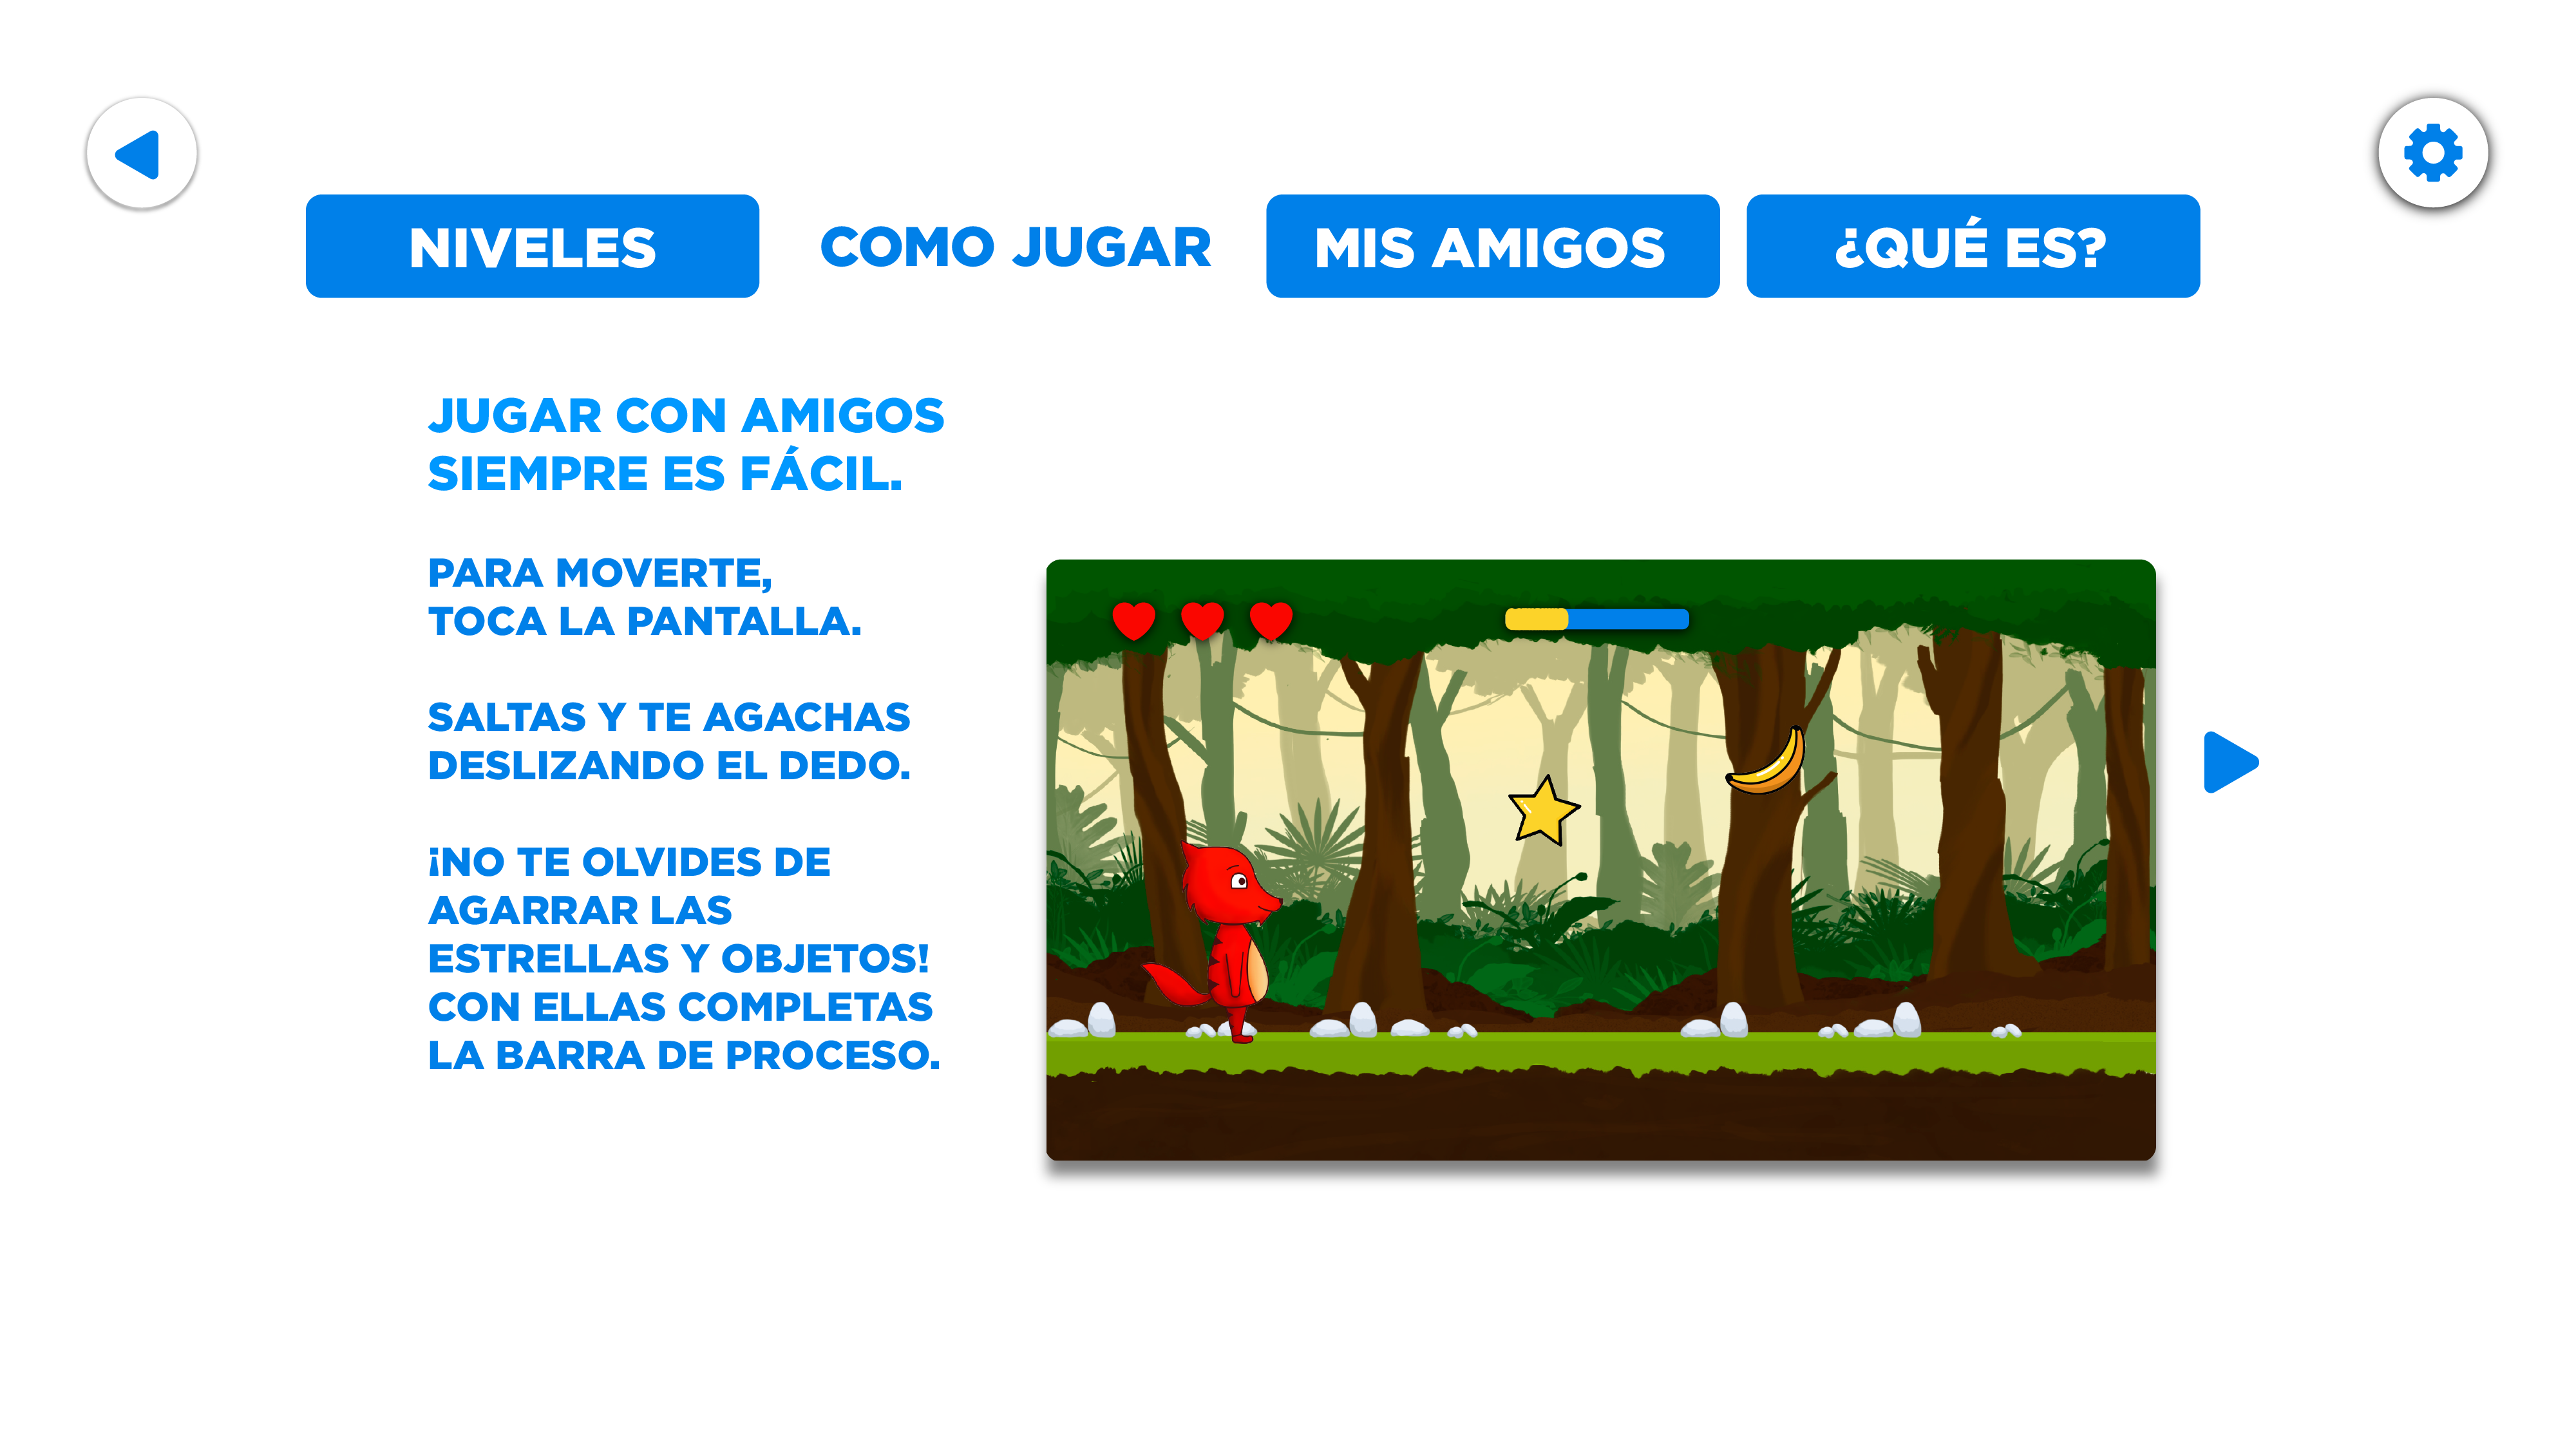 NIVELES
COMO JUGAR
MIS AMIGOS
¿QUÉ ES?
JUGAR CON AMIGOS
SIEMPRE ES FÁCIL.
PARA MOVERTE,
TOCA LA PANTALLA.
SALTAS Y TE AGACHAS
DESLIZANDO EL DEDO.
¡NO TE OLVIDES DE
AGARRAR LAS
ESTRELLAS Y OBJETOS!
CON ELLAS COMPLETAS
LA BARRA DE PROCESO.